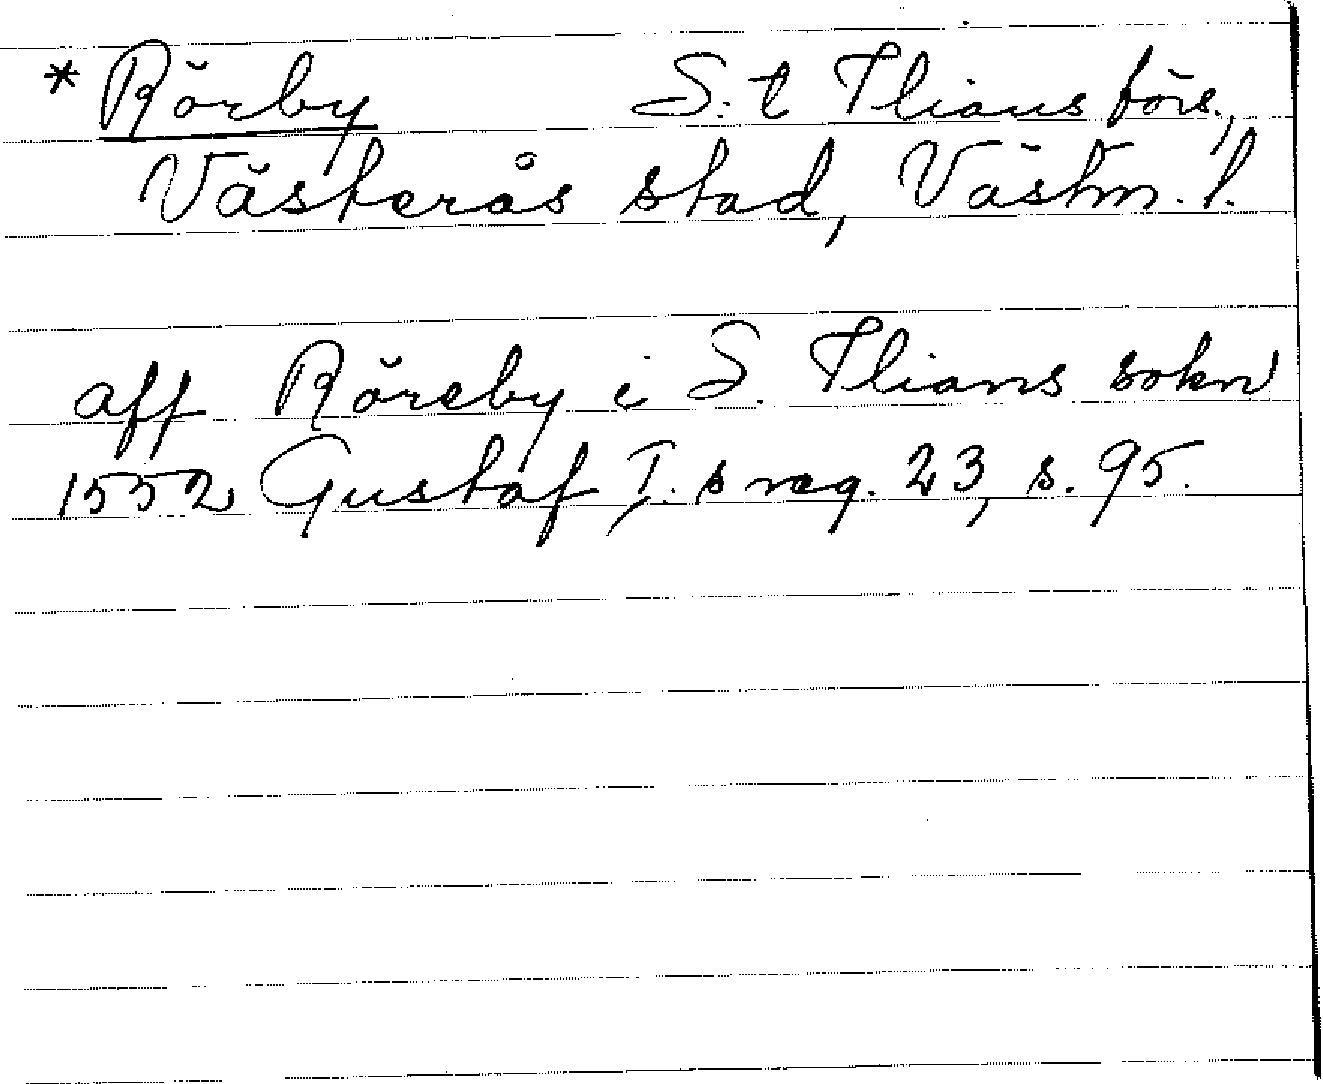 * Rörby S:t Ilians förs.,
Västerås stad, Västm. l.
aff Röreby i S. Ilians sokn
1552 Gustaf I.s reg. 23, s. 95.